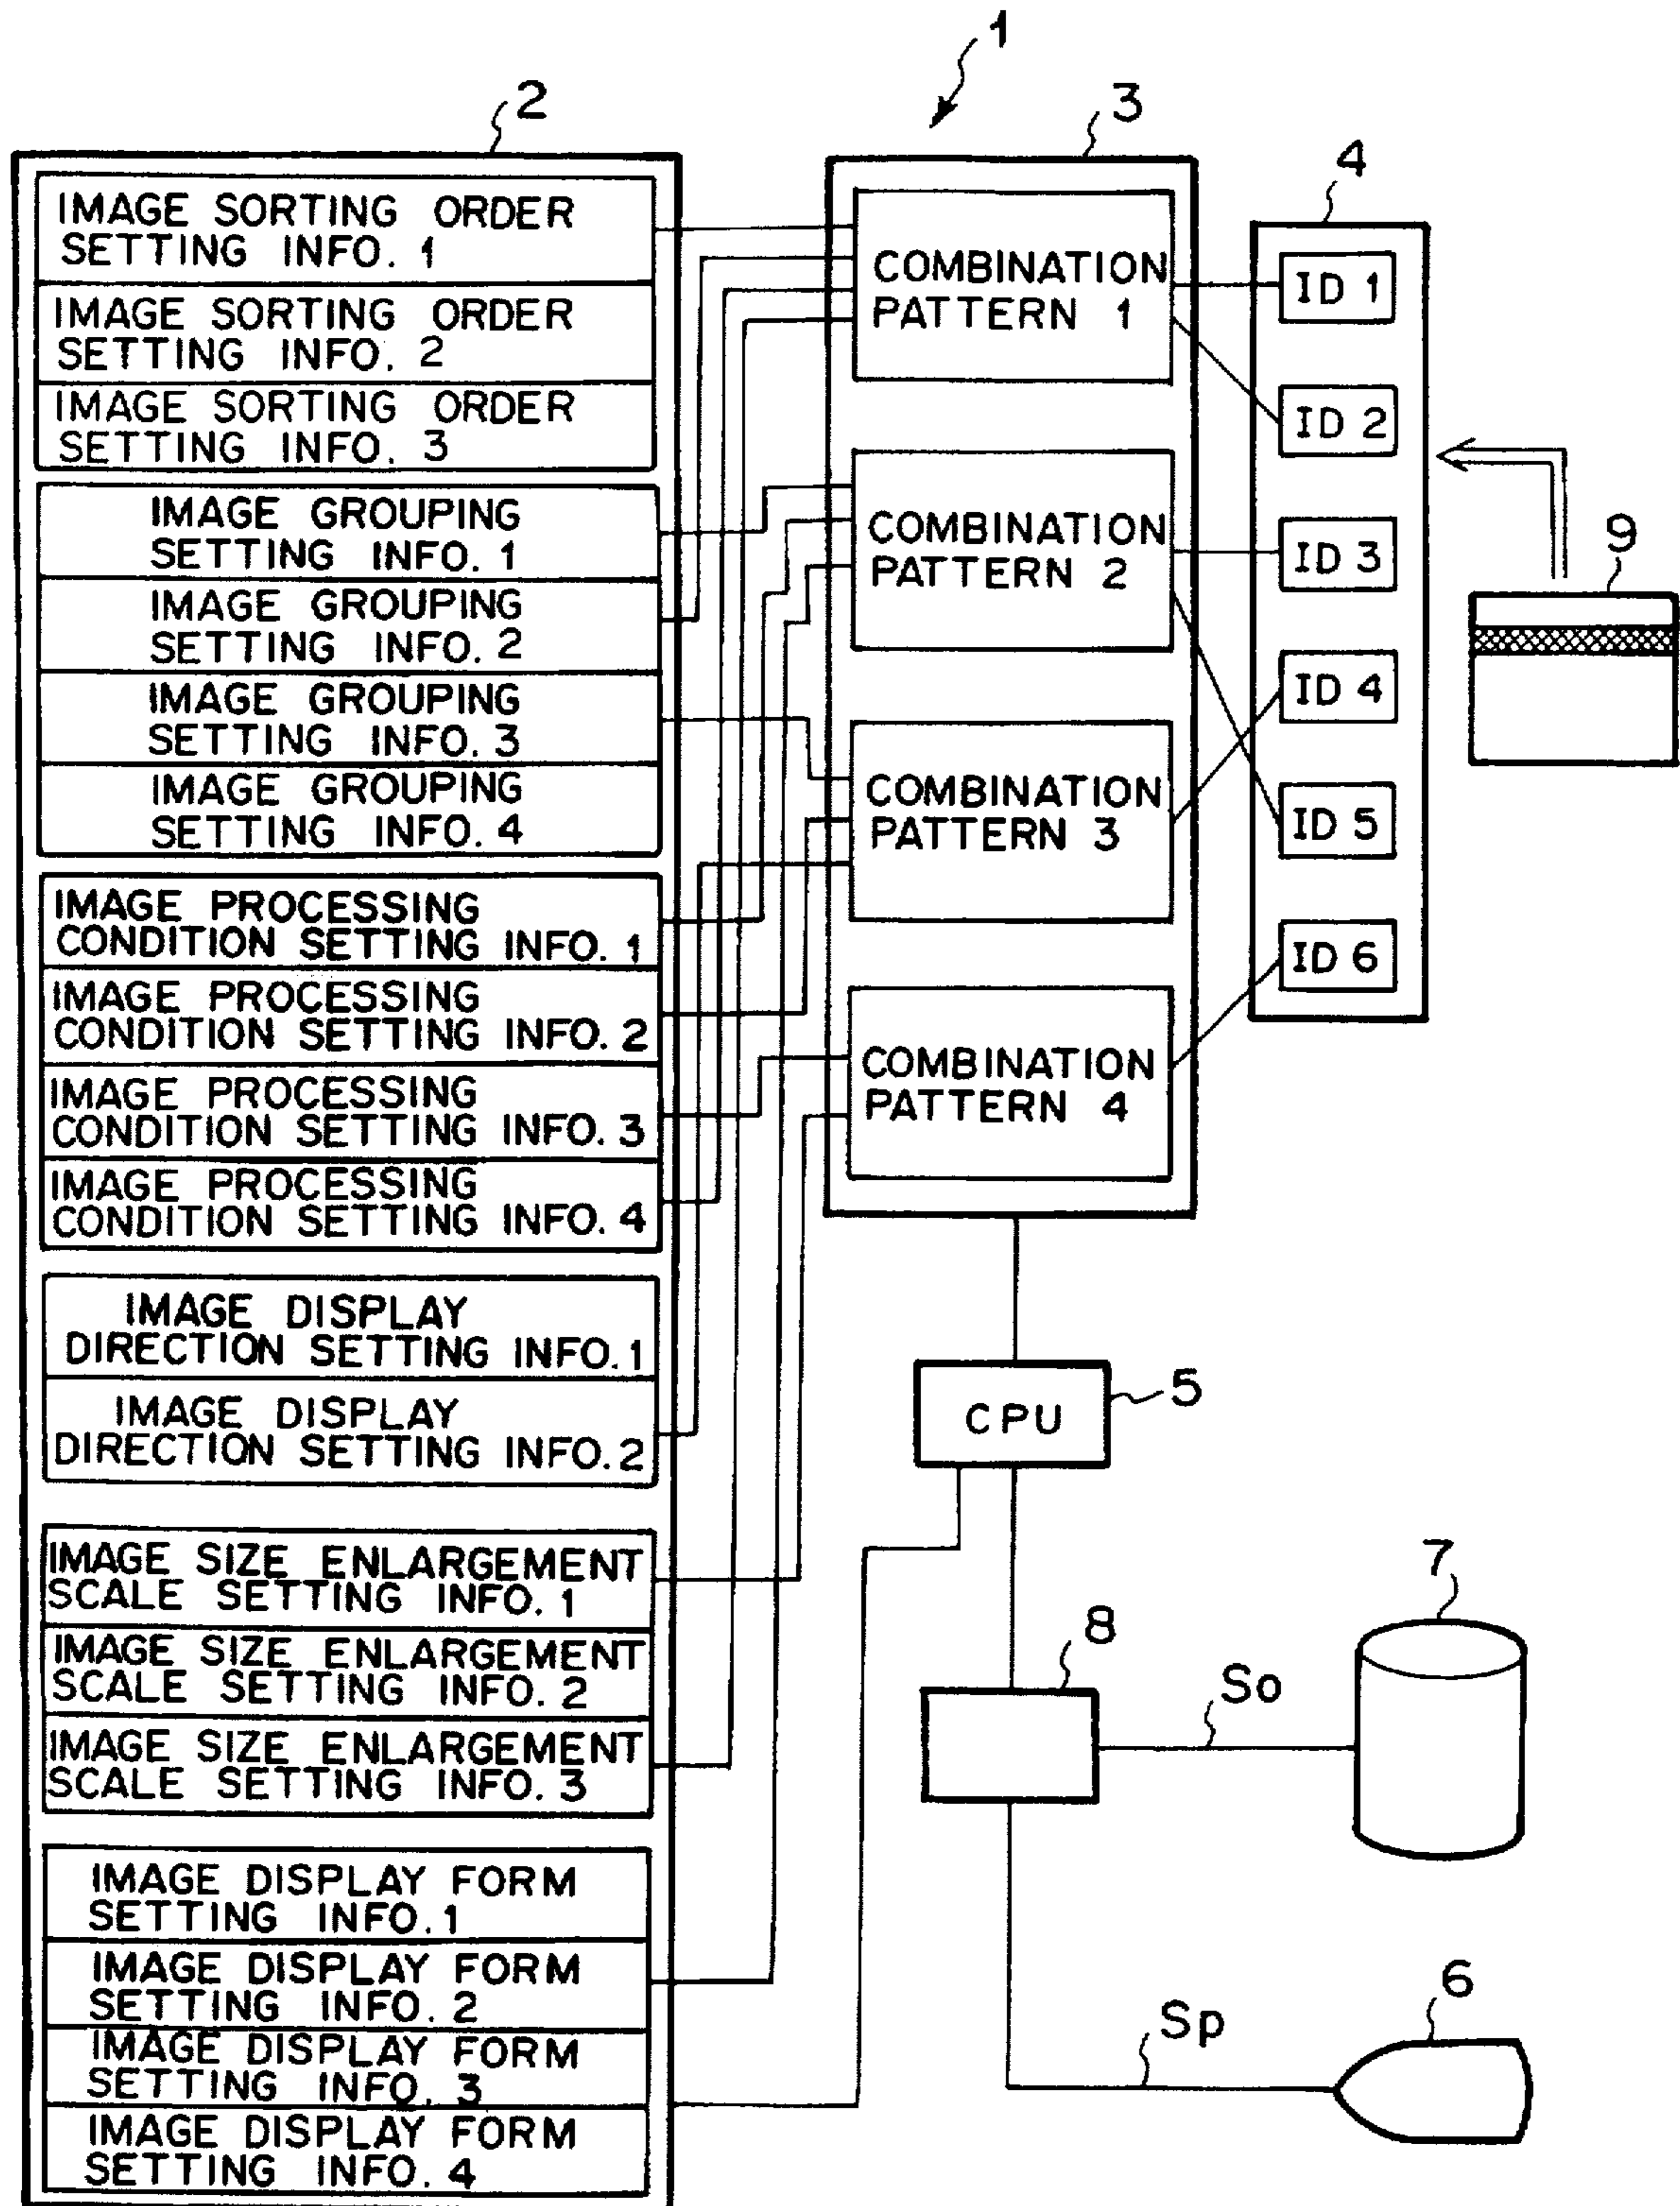 1
2
IMAGE SORTING ORDER
SETTING INFO. 1
IMAGE SORTING ORDER
SETTING INFO. 2
IMAGE SORTING ORDER
SETTING INFO. 3
IMAGE GROUPING
SETTING INFO. 1
IMAGE GROUPING
SETTING INFO. 2
IMAGE GROUPING
SETTING INFO. 3
IMAGE GROUPING
SETTING INFO. 4
IMAGE PROCESSING
CONDITION SETTING INFO. 1
IMAGE PROCESSING
CONDITION SETTING INFO. 2
IMAGE PROCESSING
CONDITION SETTING INFO. 3
IMAGE PROCESSING
CONDITION SETTING INFO. 4
IMAGE DISPLAY
DIRECTION SETTING INFO. 1
IMAGE DISPLAY
DIRECTION SETTING INFO. 2
IMAGE SIZE ENLARGEMENT
SCALE SETTING INFO. 1
IMAGE SIZE ENLARGEMENT
SCALE SETTING INFO. 2
IMAGE SIZE ENLARGEMENT
SCALE SETTING INFO. 3
IMAGE DISPLAY FORM
SETTING INFO. 1
IMAGE DISPLAY FORM
SETTING INFO. 2
IMAGE DISPLAY FORM
SETTING INFO. 3
IMAGE DISPLAY FORM
SETTING INFO. 4
3
COMBINATION
PATTERN 1
COMBINATION
PATTERN 2
COMBINATION
PATTERN 3
COMBINATION
PATTERN 4
4
ID 1
ID 2
ID 3
ID 4
ID 5
ID 6
9
CPU
5
8
So
7
Sp
6